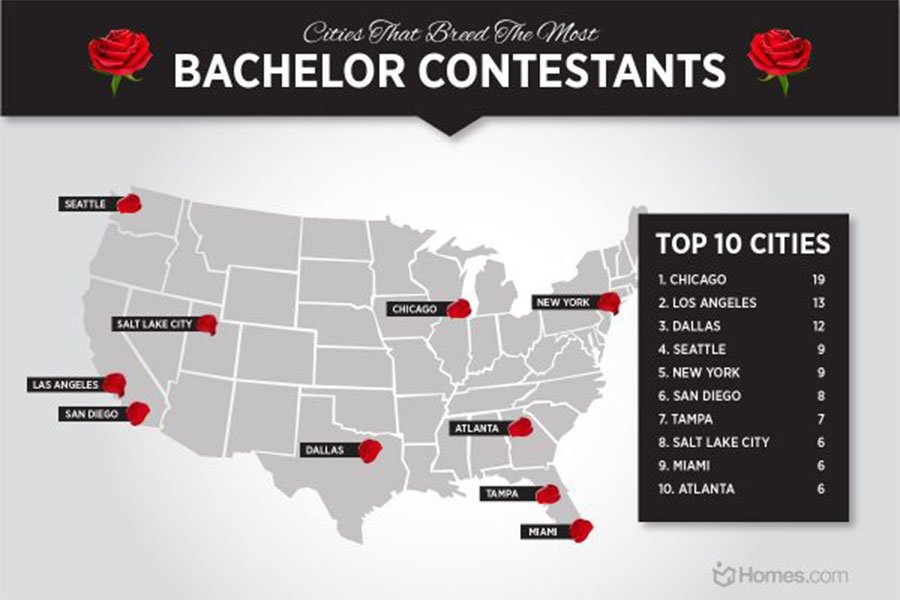 Cities That Breed The Most
BACHELOR CONTESTANTS
SEATTLE
SALT LAKE CITY
LAS ANGELES
SAN DIEGO
DALLAS
CHICAGO
NEW YORK
ATLANTA
TAMPA
MIAMI
TOP 10 CITIES
1. CHICAGO 19
2. LOS ANGELES 13
3. DALLAS 12
4. SEATTLE 9
5. NEW YORK 9
6. SAN DIEGO 8
7. TAMPA 7
8. SALT LAKE CITY 6
9. MIAMI 6
10. ATLANTA 6
Homes.com